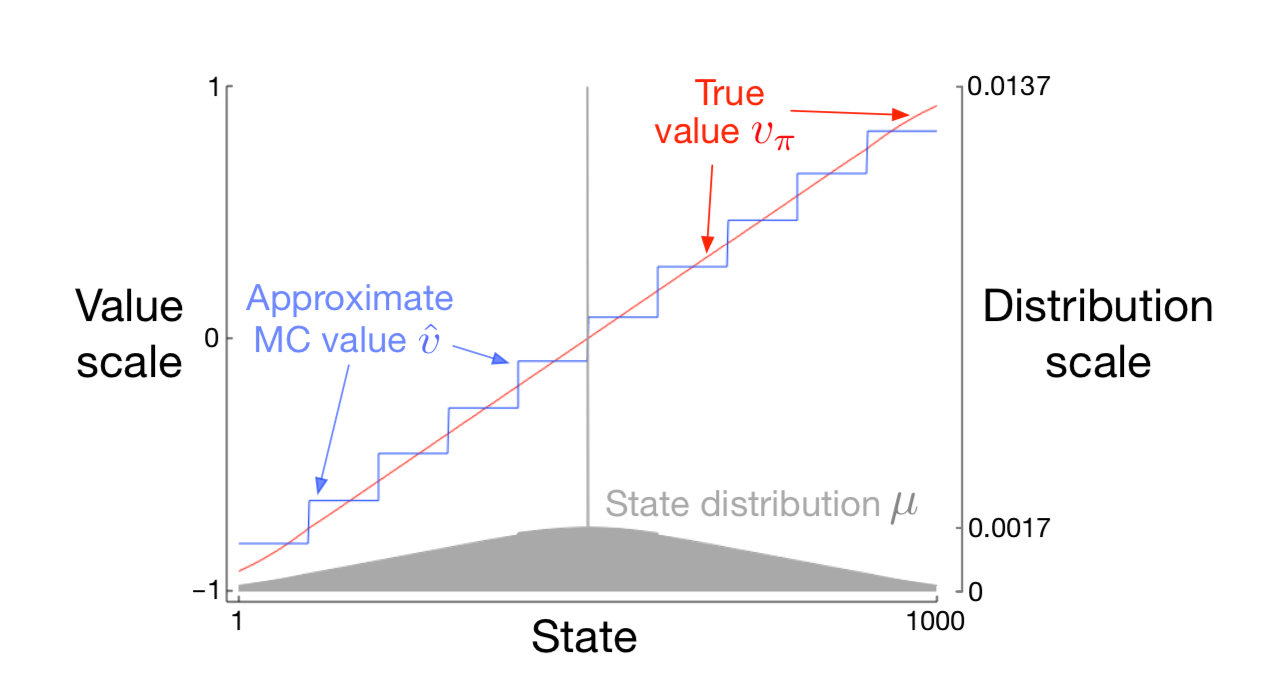 1
0.0137
True
value vπ
Value
scale
Approximate
MC value v̂
0
Distribution
scale
State distribution μ
0.0017
−1
0
1
1000
State